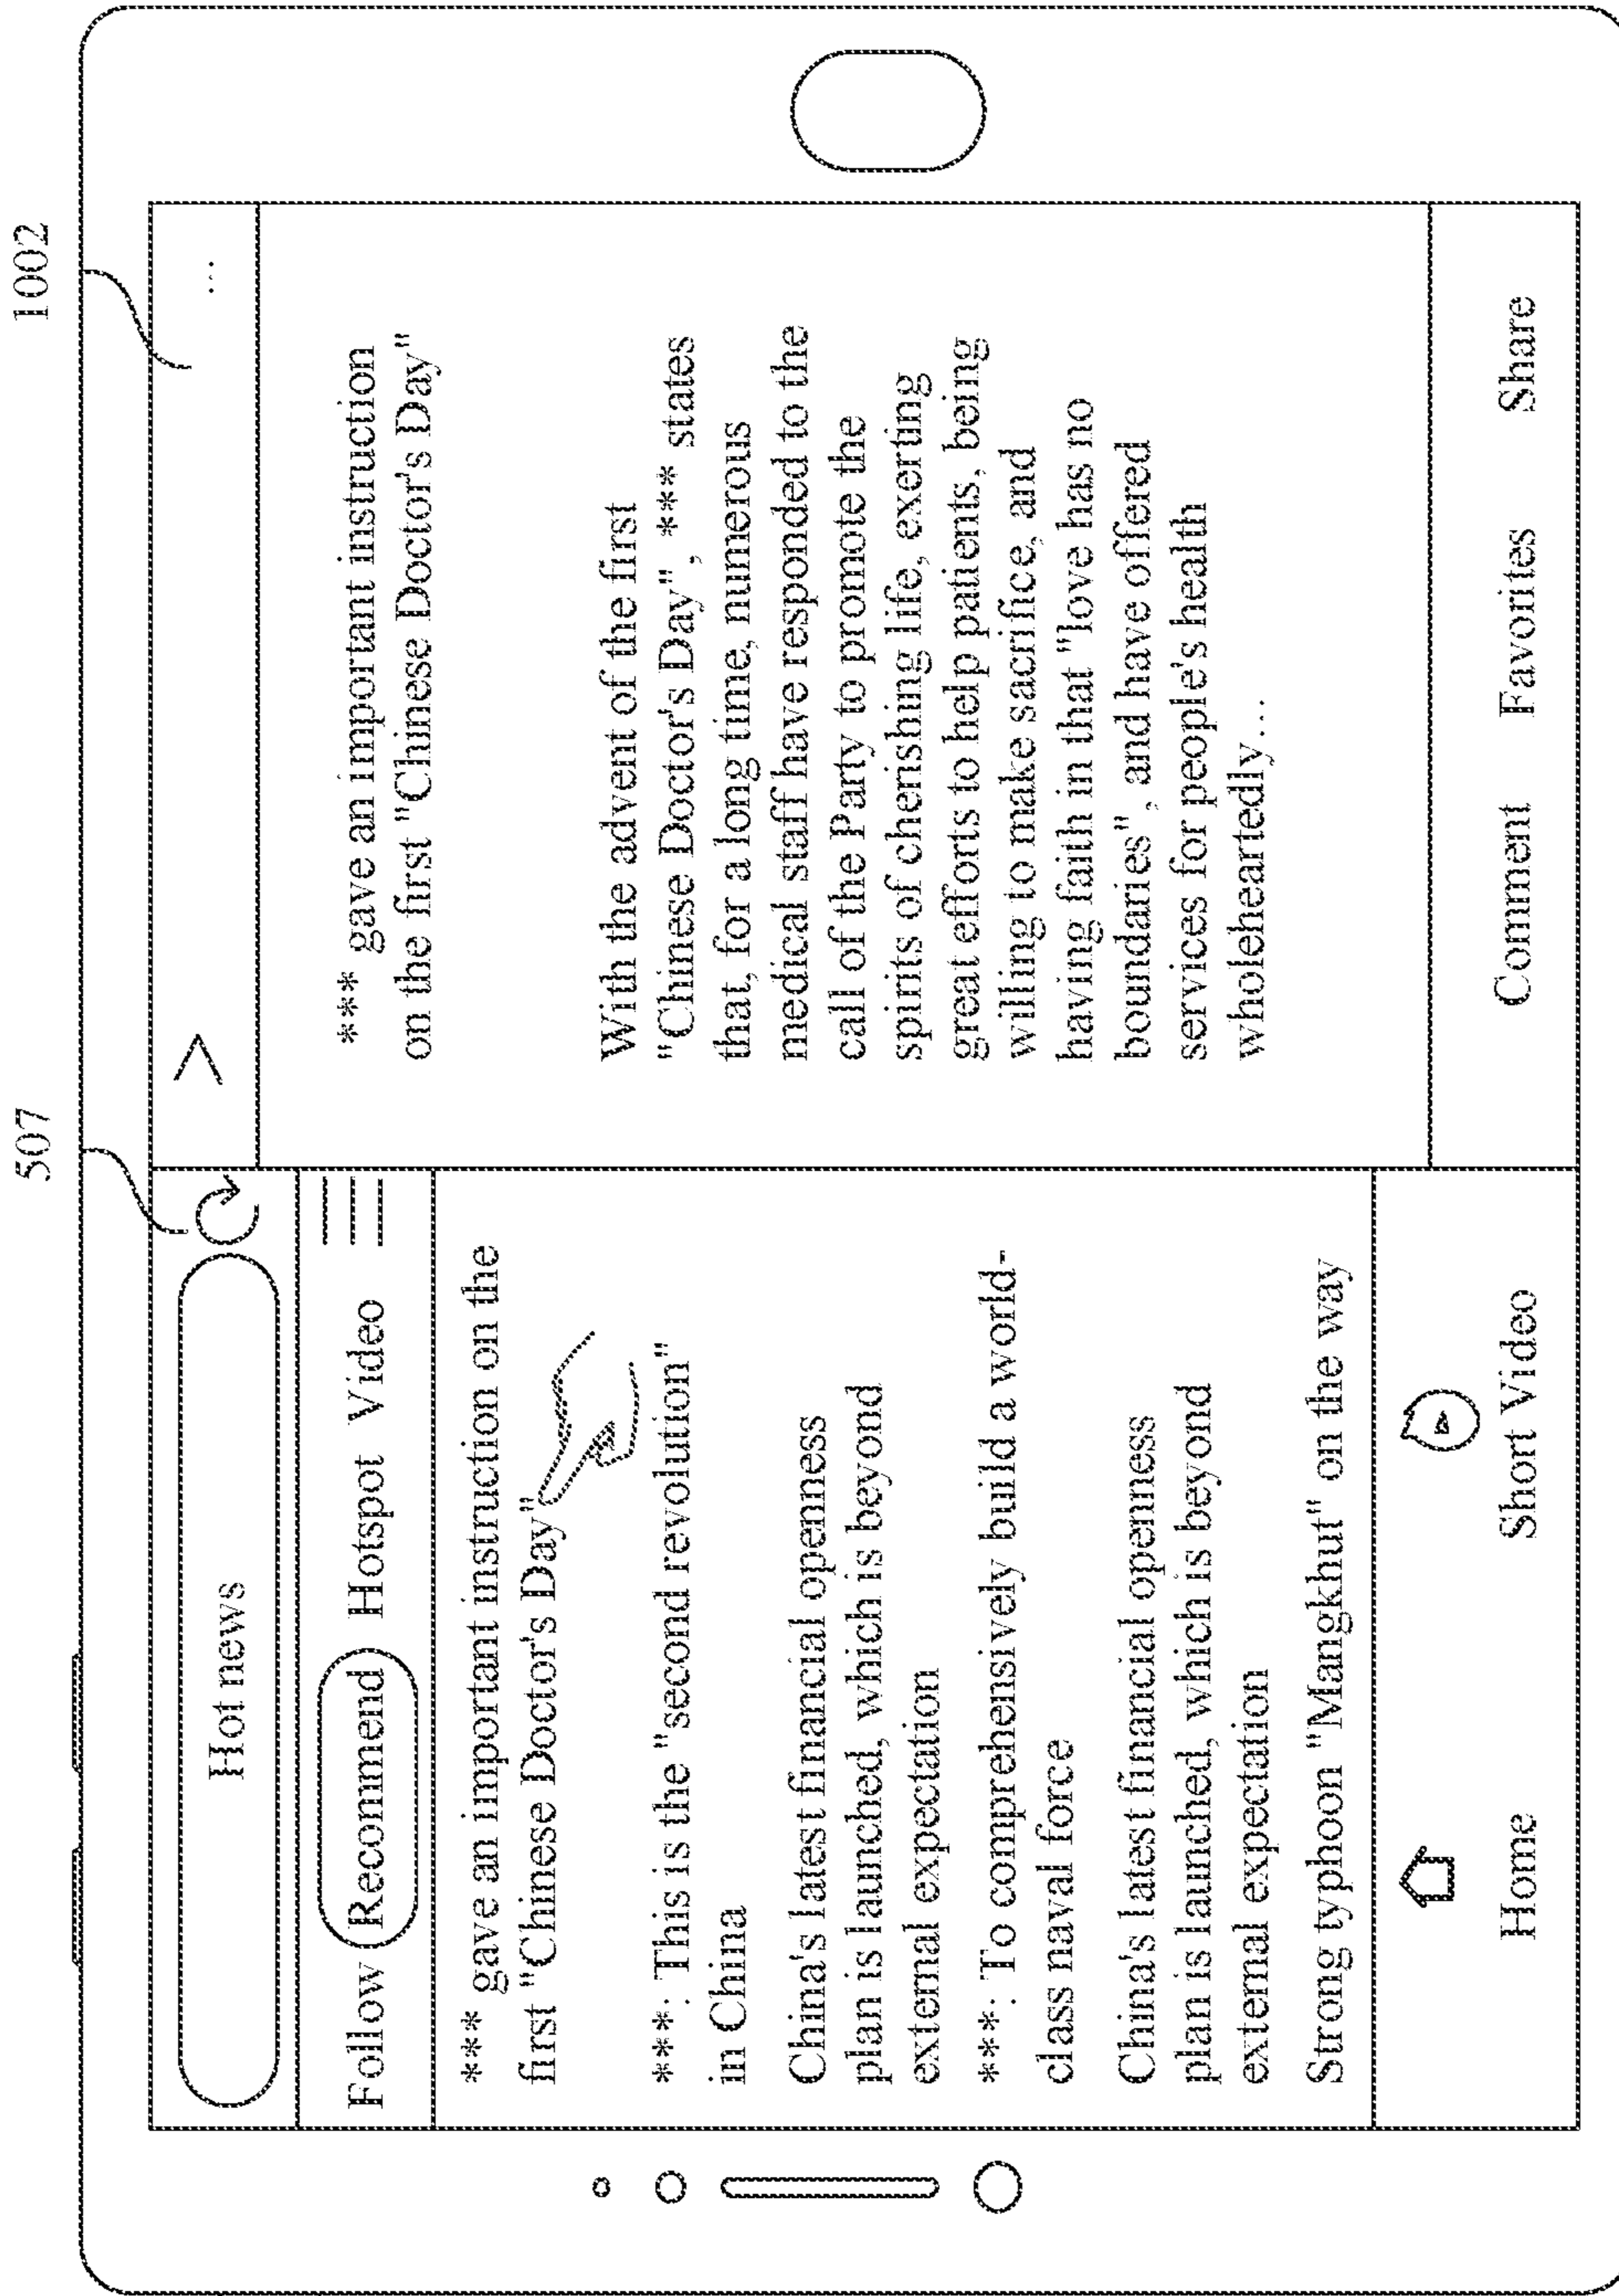 507
1002
Hot news
Follow Recommend Hotspot Video
*** gave an important instruction on the
first "Chinese Doctor's Day"
***: This is the "second revolution"
in China
China's latest financial openness
plan is launched, which is beyond
external expectation
***: To comprehensively build a world-
class naval force
China's latest financial openness
plan is launched, which is beyond
external expectation
Strong typhoon "Mangkhut" on the way
Home
Short Video
...
*** gave an important instruction
on the first "Chinese Doctor's Day"
With the advent of the first
"Chinese Doctor's Day", *** states
that, for a long time, numerous
medical staff have responded to the
call of the Party to promote the
spirits of cherishing life, exerting
great efforts to help patients, being
willing to make sacrifice, and
having faith in that "love has no
boundaries", and have offered
services for people's health
wholeheartedly...
Comment
Favorites
Share